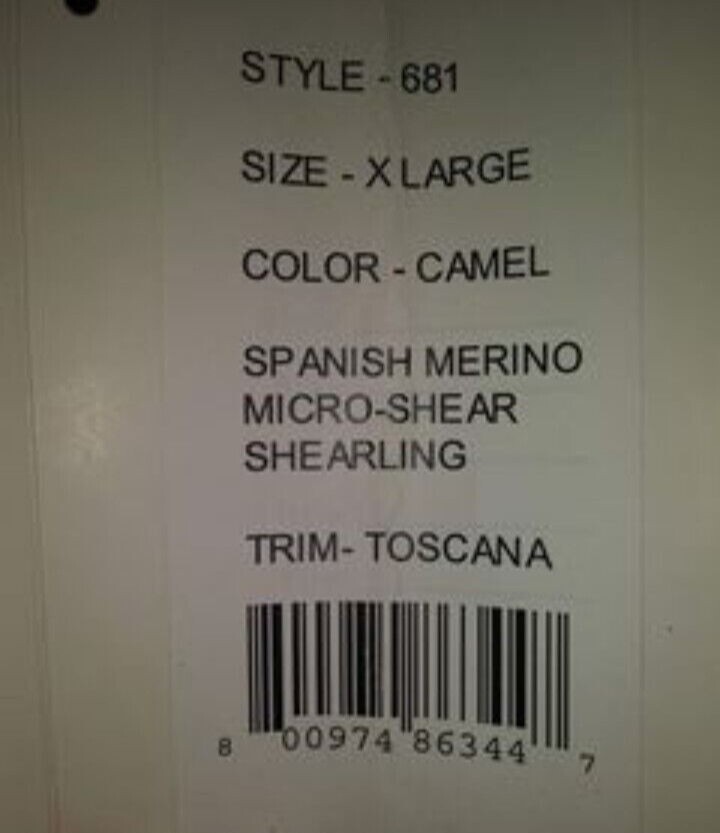 STYLE - 681
SIZE - X LARGE
COLOR - CAMEL
SPANISH MERINO
MICRO-SHEAR
SHEARLING
TRIM- TOSCANA
8 00974 86344 7